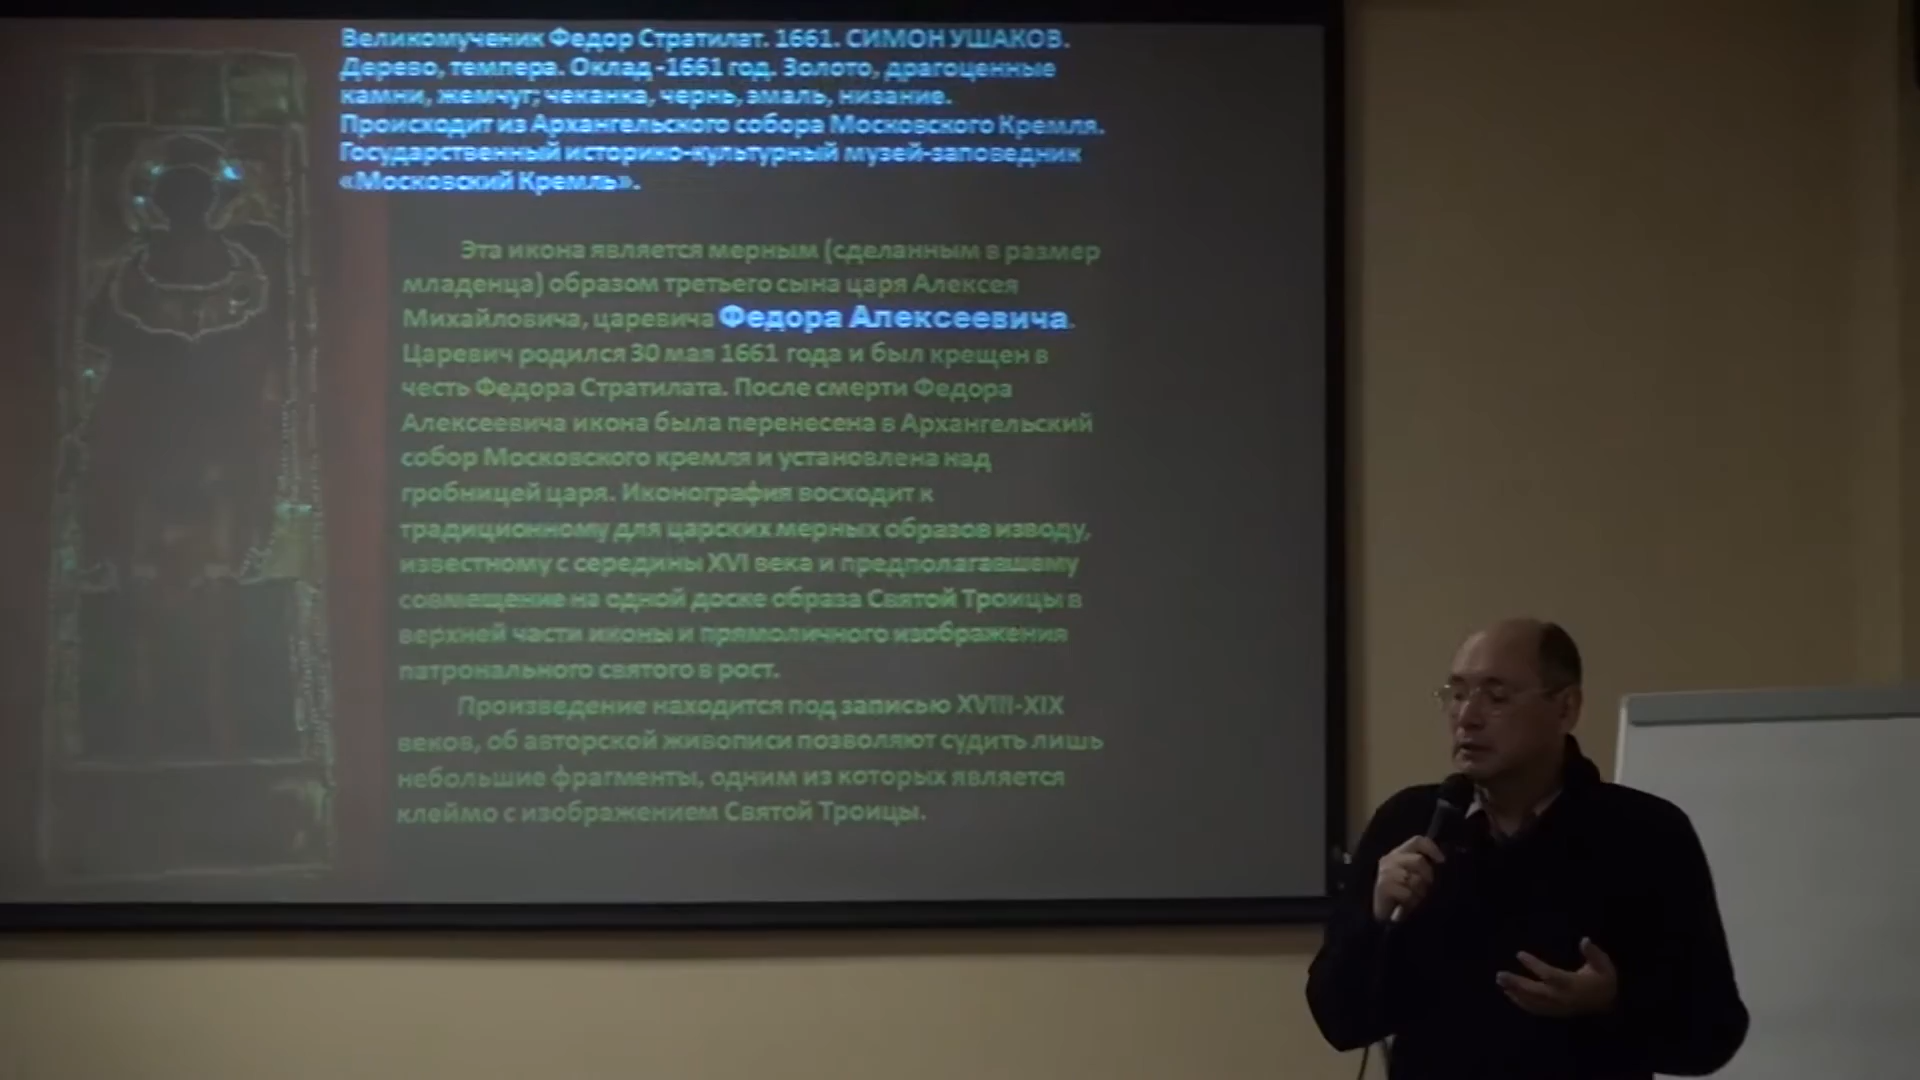 Великомученик Федор Стратилат. 1661. СИМОН УШАКОВ.
Дерево, темпера. Оклад -1661 год. Золото, драгоценные
камни, жемчуг; чеканка, чернь, эмаль, низание.
Происходит из Архангельского собора Московского Кремля.
Государственный историко-культурный музей-заповедник
«Московский Кремль».
Эта икона является мерным (сделанным в размер
младенца) образом третьего сына царя Алексея
Михайловича, царевича Федора Алексеевича.
Царевич родился 30 мая 1661 года и был крещен в
честь Федора Стратилата. После смерти Федора
Алексеевича икона была перенесена в Архангельский
собор Московского кремля и установлена над
гробницей царя. Иконография восходит к
традиционному для царских мерных образов изводу,
известному с середины XVI века и предполагавшему
совмещение на одной доске образа Святой Троицы в
верхней части иконы и прямоличного изображения
патронального святого в рост.
Произведение находится под записью XVIII-XIX
веков, об авторской живописи позволяют судить лишь
небольшие фрагменты, одним из которых является
клеймо с изображением Святой Троицы.